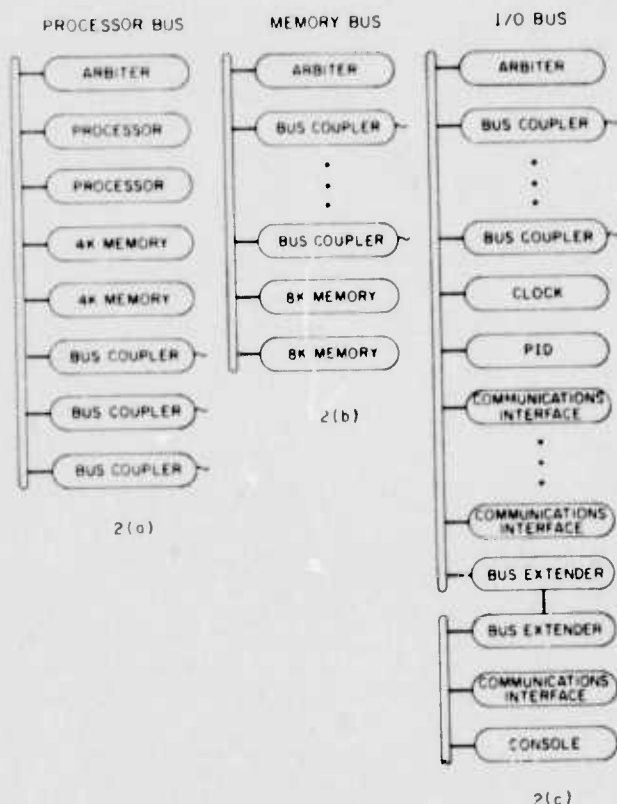 PROCESSOR BUS
ARBITER
PROCESSOR
PROCESSOR
4K MEMORY
4K MEMORY
BUS COUPLER
BUS COUPLER
BUS COUPLER
2(a)
MEMORY BUS
ARBITER
BUS COUPLER
BUS COUPLER
8K MEMORY
8K MEMORY
2(b)
I/O BUS
ARBITER
BUS COUPLER
BUS COUPLER
CLOCK
PID
COMMUNICATIONS
INTERFACE
COMMUNICATIONS
INTERFACE
BUS EXTENDER
BUS EXTENDER
COMMUNICATIONS
INTERFACE
CONSOLE
2(c)